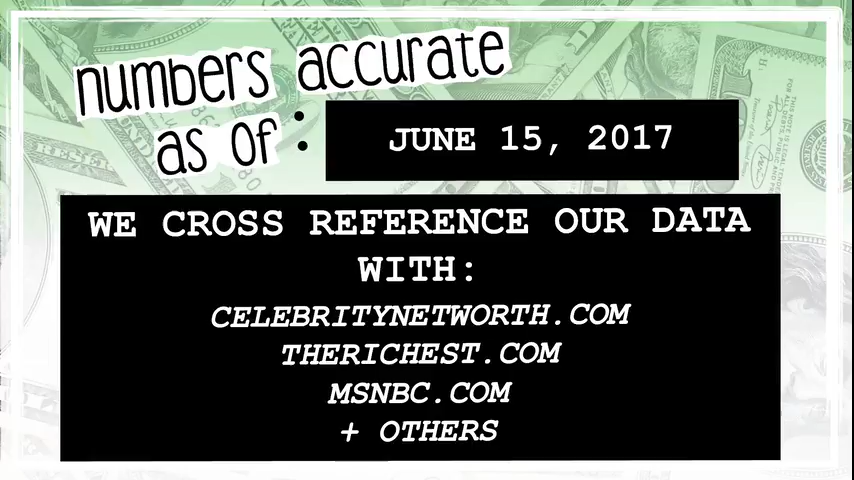 numbers accurate
as of:
JUNE 15, 2017
WE CROSS REFERENCE OUR DATA
WITH:
CELEBRITYNETWORTH.COM
THERICHEST.COM
MSNBC.COM
+ OTHERS